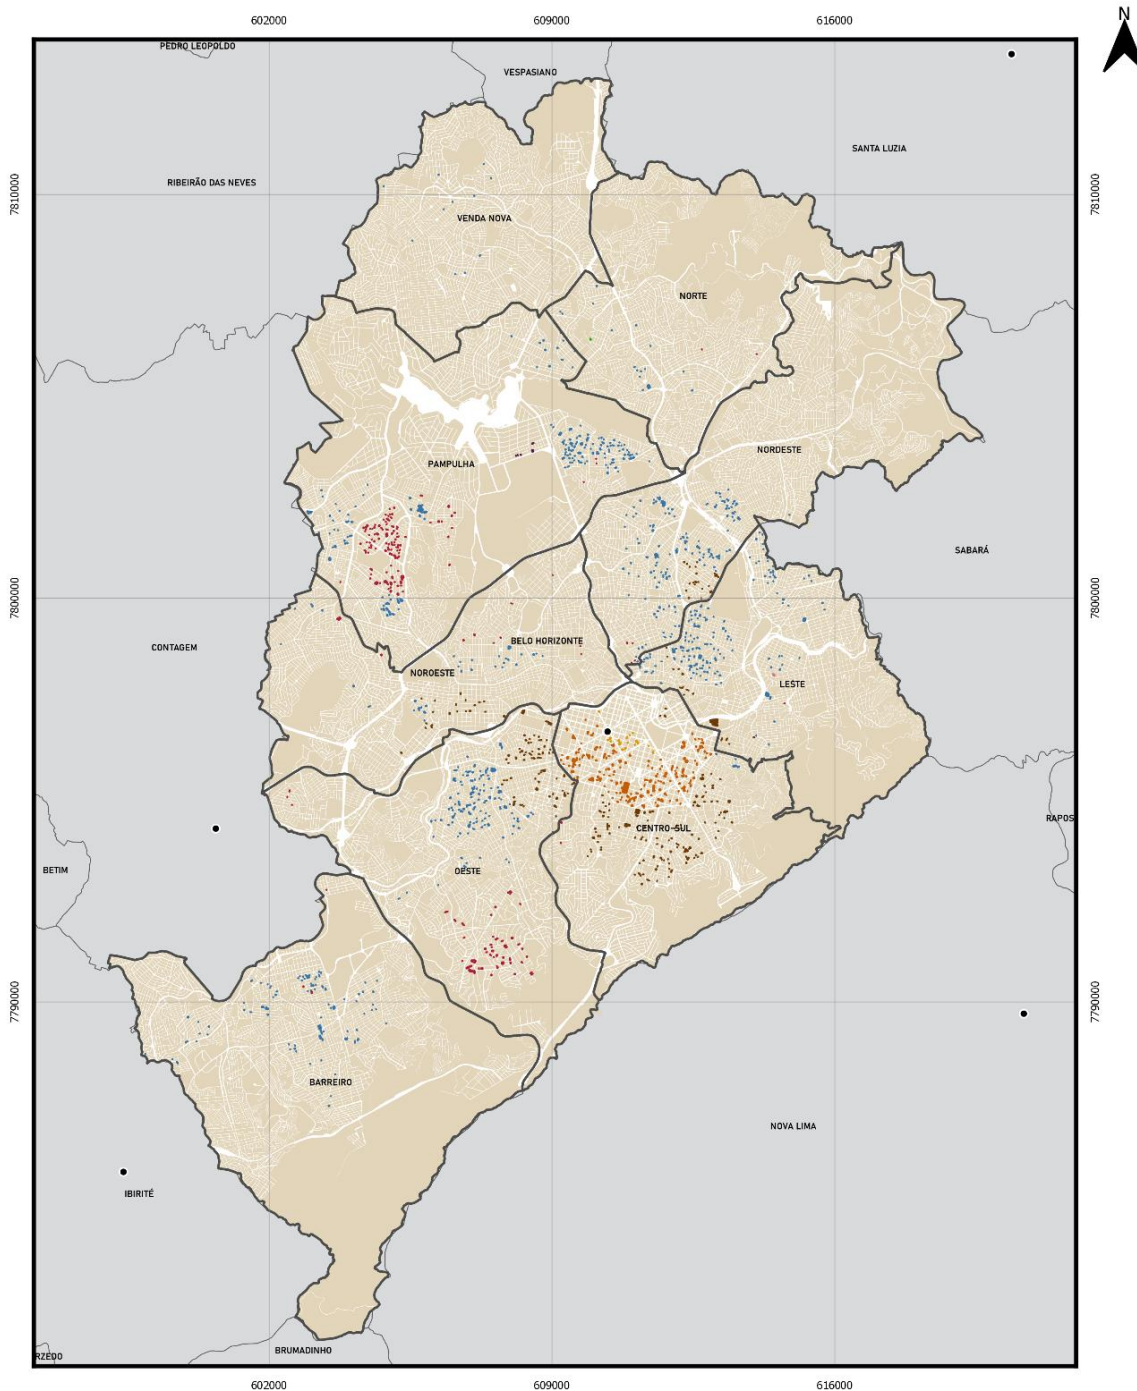 N
602000
609000
616000
PEDRO LEOPOLDO
VESPASIANO
SANTA LUZIA
RIBEIRÃO DAS NEVES
7810000
7810000
VENDA NOVA
NORTE
PAMPULHA
NORDESTE
SABARÁ
7800000
7800000
CONTAGEM
BELO HORIZONTE
NOROESTE
LESTE
RAPOS
CENTRO-SUL
BETIM
OESTE
7790000
7790000
BARREIRO
NOVA LIMA
IBIRITÉ
BRUMADINHO
RZEDO
602000
609000
616000